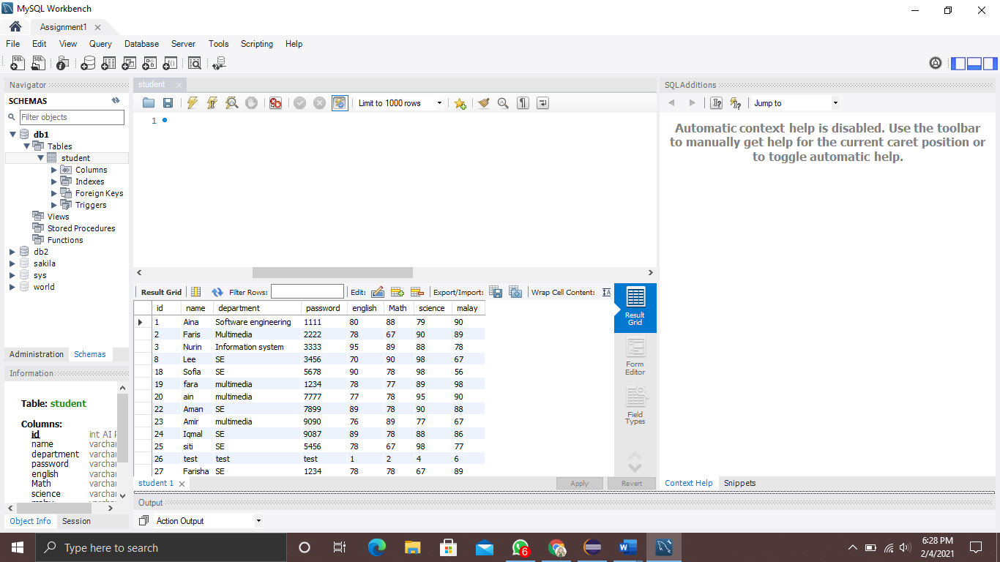 MySQL Workbench
Assignment1
File Edit View Query Database Server Tools Scripting Help
Navigator
SCHEMAS
Filter objects
db1
Tables
student
Columns
Indexes
Foreign Keys
Triggers
Views
Stored Procedures
Functions
db2
sakila
sys
world
Administration Schemas
Information
Table: student
Columns:
id int AI
name varchar
department varchar
password varchar
english varchar
Math varchar
science varchar
Object Info Session
student
Limit to 1000 rows
1
Result Grid Filter Rows: Edit: Export/Import: Wrap Cell Content:
id name department password english Math science malay
1 Aina Software engineering 1111 80 88 79 90
2 Faris Multimedia 2222 78 67 90 89
3 Nurin Information system 3333 95 89 88 78
8 Lee SE 3456 70 90 98 67
18 Sofia SE 5678 90 78 98 56
19 fara multimedia 1234 78 77 89 98
20 ain multimedia 7777 77 78 95 90
22 Aman SE 7899 89 78 90 88
23 Amir multimedia 9090 76 89 77 67
24 Iqmal SE 9087 89 78 88 86
25 siti SE 5456 78 67 98 77
26 test test test 1 2 4 6
27 Farisha SE 1234 78 78 67 89
Result
Grid
Form
Editor
Field
Types
student 1 Apply Revert
SQLAdditions
Jump to
Automatic context help is disabled. Use the toolbar
to manually get help for the current caret position or
to toggle automatic help.
Context Help Snippets
Output
Action Output
Type here to search
6
6:28 PM
2/4/2021